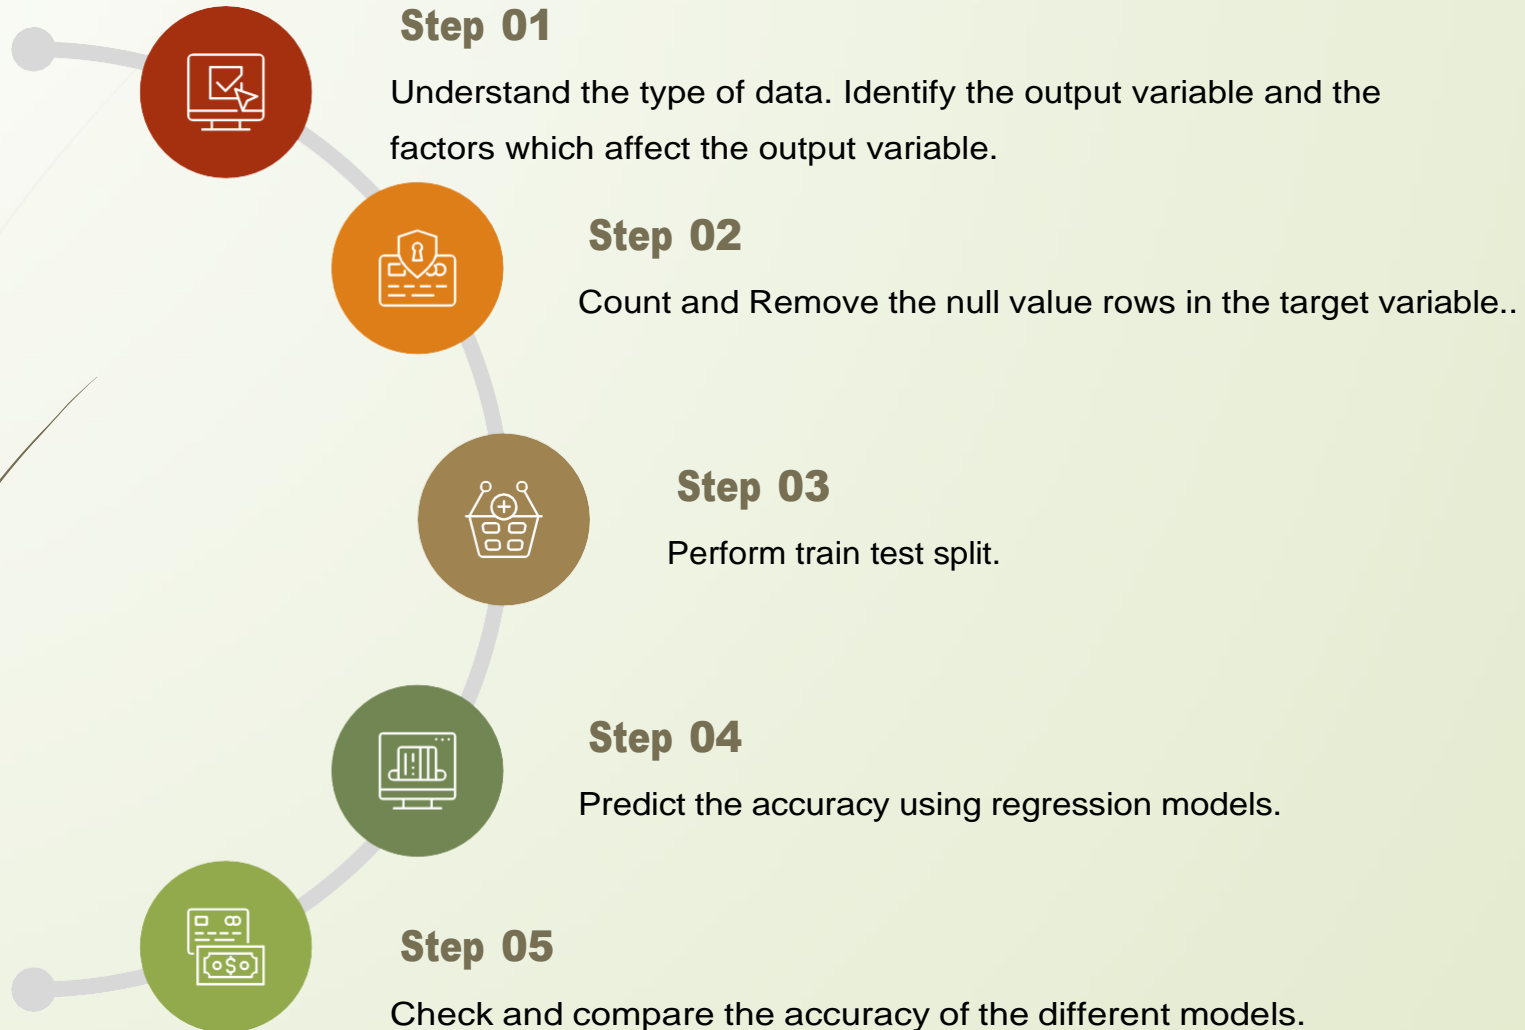 Step 01
Understand the type of data. Identify the output variable and the
factors which affect the output variable.
Step 02
Count and Remove the null value rows in the target variable..
Step 03
Perform train test split.
Step 04
Predict the accuracy using regression models.
Step 05
Check and compare the accuracy of the different models.